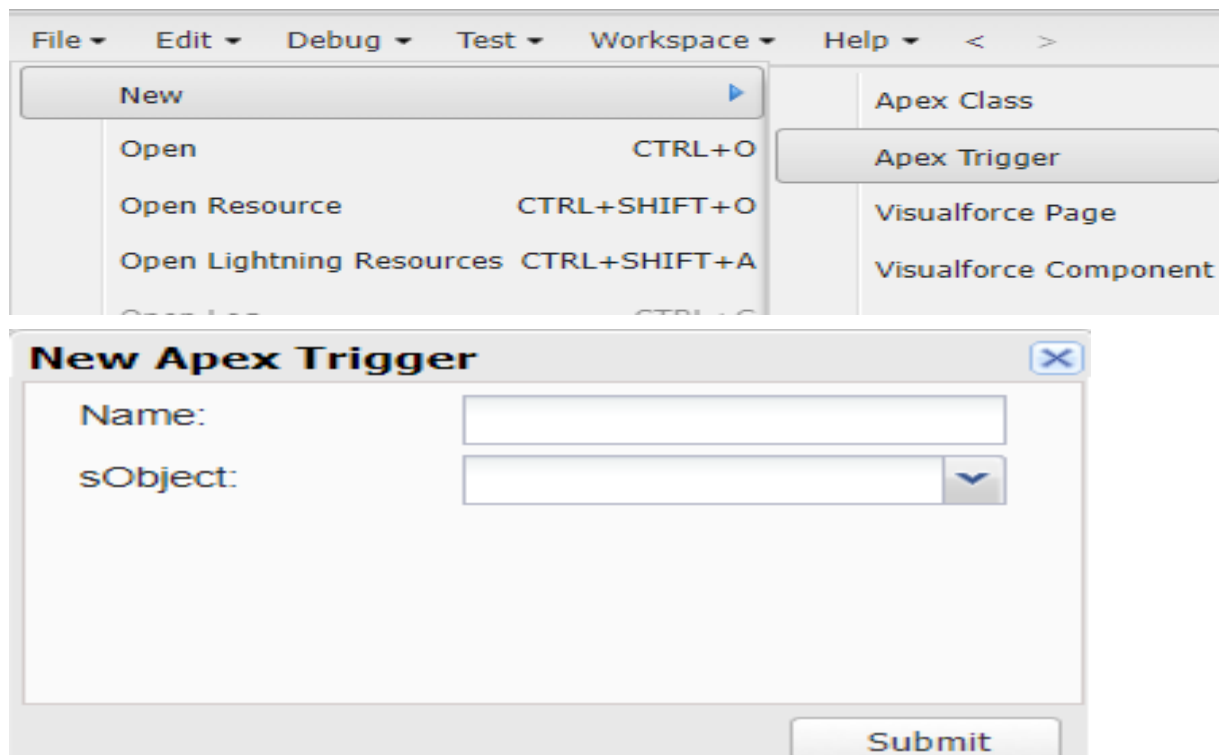 File Edit Debug Test Workspace Help < >
New Apex Class
Open CTRL+O Apex Trigger
Open Resource CTRL+SHIFT+O Visualforce Page
Open Lightning Resources CTRL+SHIFT+A Visualforce Component
New Apex Trigger
Name:
sObject:
Submit